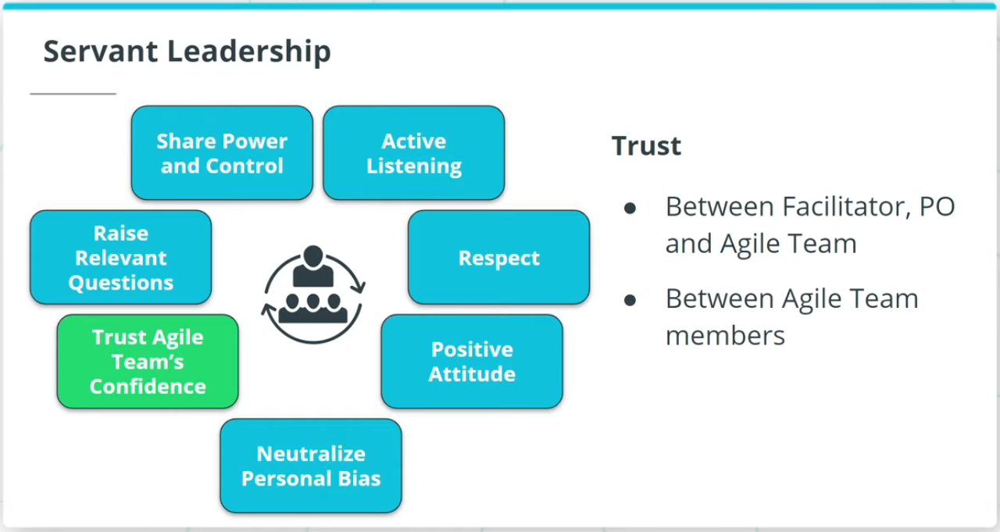 Servant Leadership
Share Power
and Control
Active
Listening
Raise
Relevant
Questions
Respect
Trust Agile
Team’s
Confidence
Positive
Attitude
Neutralize
Personal Bias
Trust
● Between Facilitator, PO
and Agile Team
● Between Agile Team
members